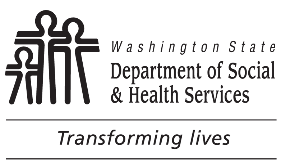 Washington State
Department of Social
& Health Services
Transforming lives